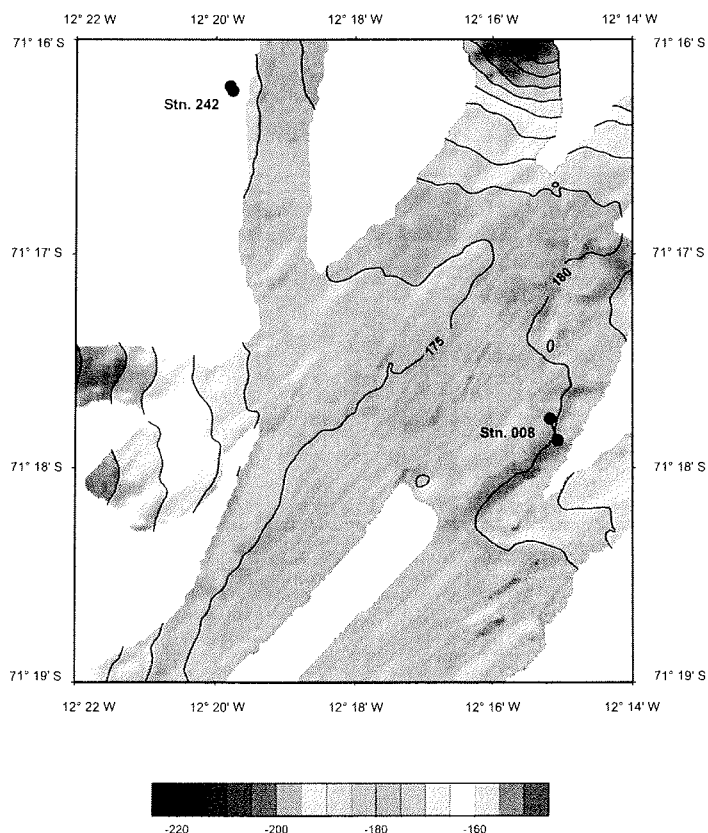 12° 22 W 12° 20' W 12° 18' W 12° 16' W 12° 14' W
71° 16' S 71° 16' S
Stn. 242
71° 17' S 71° 17' S
180
175
Stn. 008
71° 18' S 71° 18' S
71° 19' S 71° 19' S
12° 22 W 12° 20' W 12° 18' W 12° 16' W 12° 14' W
-220 -200 -180 -160